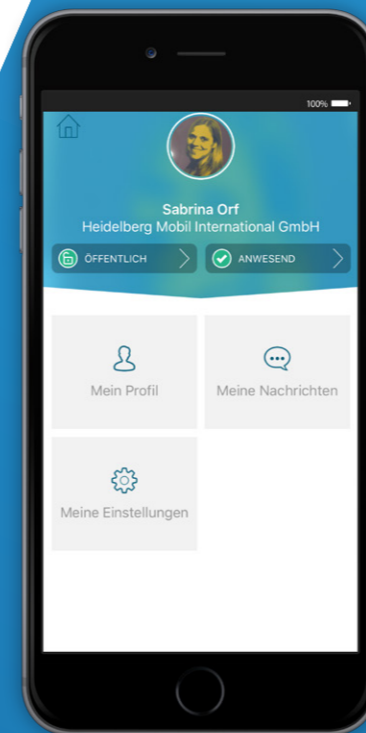 100%
Sabrina Orf
Heidelberg Mobil International GmbH
ÖFFENTLICH
ANWESEND
Mein Profil
Meine Nachrichten
Meine Einstellungen